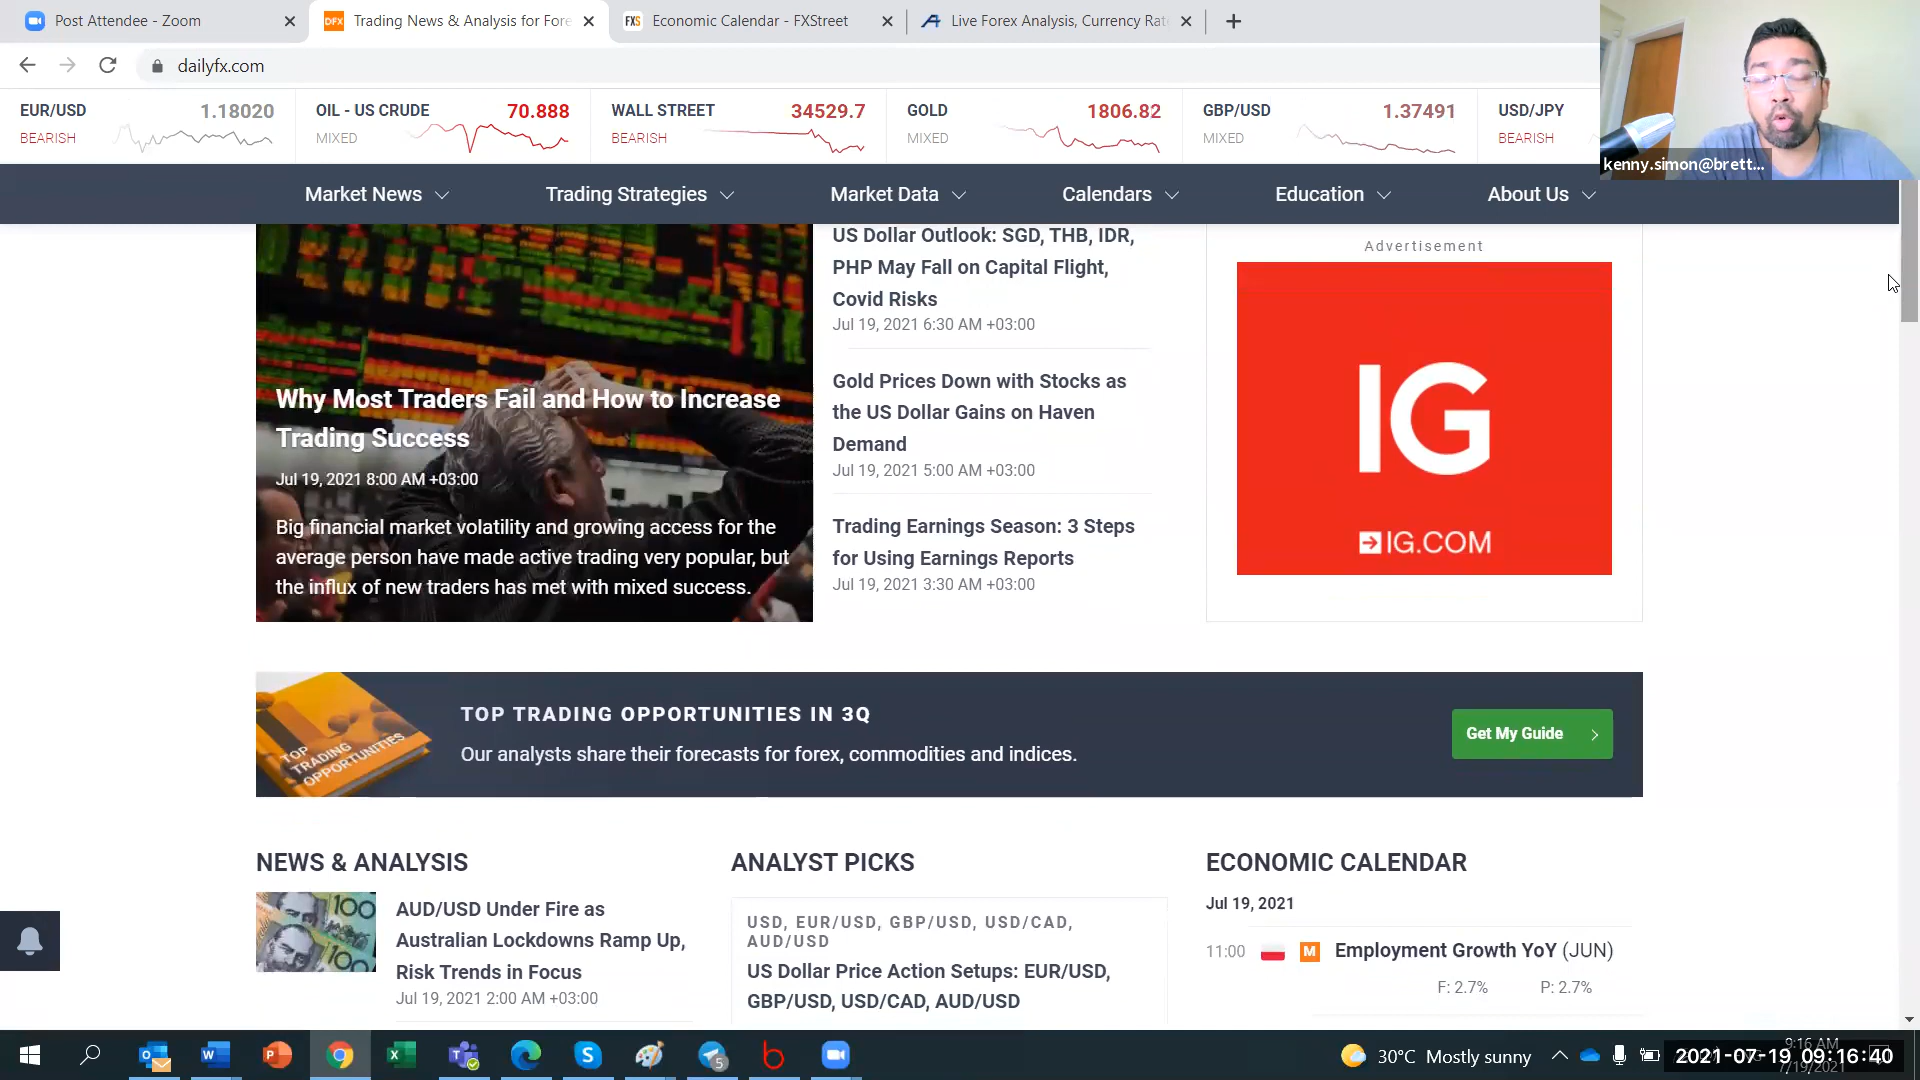 Post Attendee - Zoom
DFX Trading News & Analysis for Fore
FXS Economic Calendar - FXStreet
Live Forex Analysis, Currency Rat
dailyfx.com
EUR/USD 1.18020
BEARISH
OIL - US CRUDE 70.888
MIXED
WALL STREET 34529.7
BEARISH
GOLD 1806.82
MIXED
GBP/USD 1.37491
MIXED
USD/JPY
BEARISH
kenny.simon@brett...
Market News
Trading Strategies
Market Data
Calendars
Education
About Us
Why Most Traders Fail and How to Increase
Trading Success
Jul 19, 2021 8:00 AM +03:00
Big financial market volatility and growing access for the
average person have made active trading very popular, but
the influx of new traders has met with mixed success.
US Dollar Outlook: SGD, THB, IDR,
PHP May Fall on Capital Flight,
Covid Risks
Jul 19, 2021 6:30 AM +03:00
Gold Prices Down with Stocks as
the US Dollar Gains on Haven
Demand
Jul 19, 2021 5:00 AM +03:00
Trading Earnings Season: 3 Steps
for Using Earnings Reports
Jul 19, 2021 3:30 AM +03:00
Advertisement
IG
IG.COM
TOP
TRADING
OPPORTUNITIES
TOP TRADING OPPORTUNITIES IN 3Q
Our analysts share their forecasts for forex, commodities and indices.
Get My Guide
NEWS & ANALYSIS
100
100
AUD/USD Under Fire as
Australian Lockdowns Ramp Up,
Risk Trends in Focus
Jul 19, 2021 2:00 AM +03:00
ANALYST PICKS
USD, EUR/USD, GBP/USD, USD/CAD,
AUD/USD
US Dollar Price Action Setups: EUR/USD,
GBP/USD, USD/CAD, AUD/USD
ECONOMIC CALENDAR
Jul 19, 2021
11:00 M Employment Growth YoY (JUN)
F: 2.7% P: 2.7%
5
30°C Mostly sunny
9:16 AM
2021-07-19 09:16:40
7/19/2021